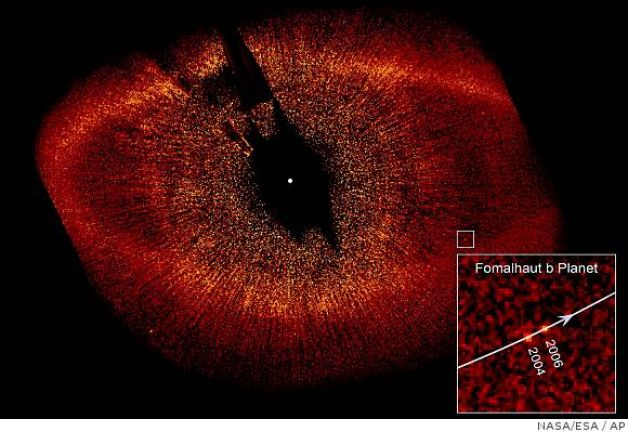 Fomalhaut b Planet
2004
2006
NASA/ESA / AP